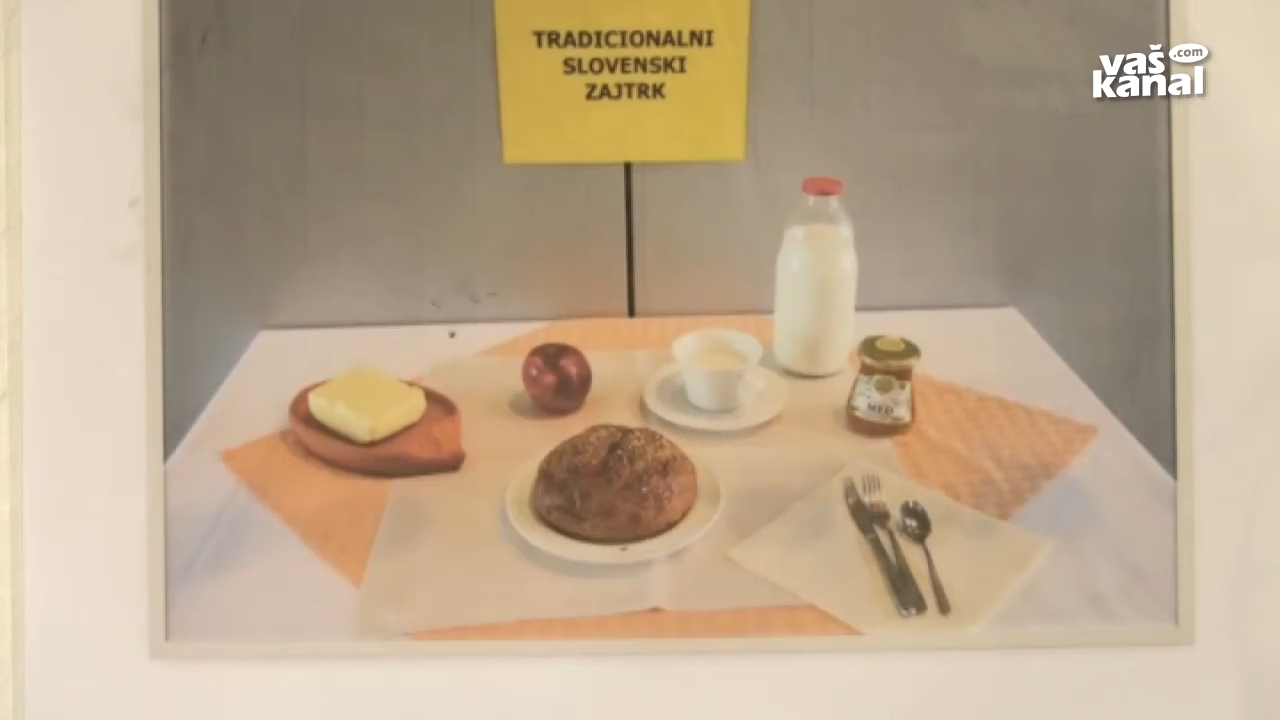 TRADICIONALNI
SLOVENSKI
ZAJTRK
vaš
.com
kanal
MED